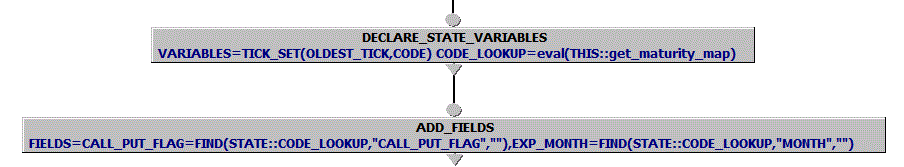 DECLARE_STATE_VARIABLES
VARIABLES=TICK_SET(OLDEST_TICK,CODE) CODE_LOOKUP=eval(THIS::get_maturity_map)
ADD_FIELDS
FIELDS=CALL_PUT_FLAG=FIND(STATE::CODE_LOOKUP,"CALL_PUT_FLAG",""),EXP_MONTH=FIND(STATE::CODE_LOOKUP,"MONTH","")